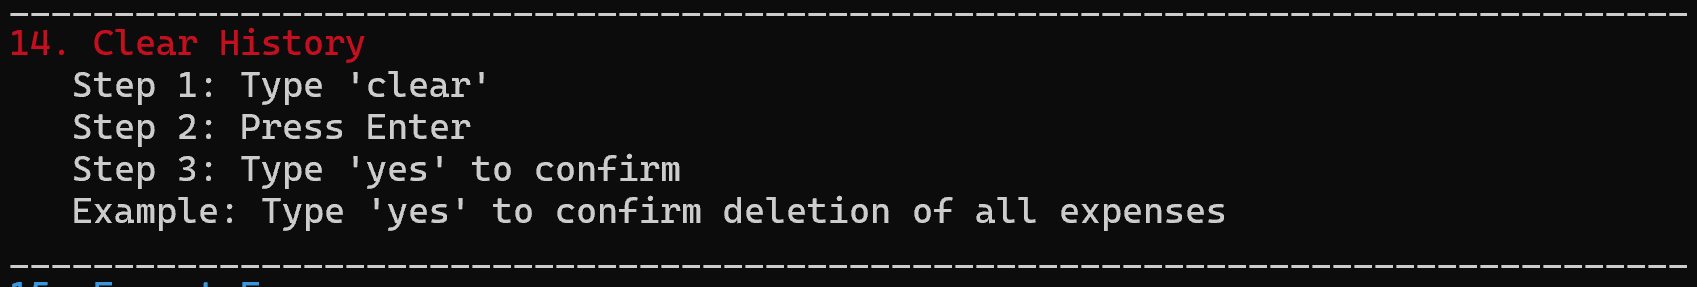 --------------------------------------------------------------------------------
14. Clear History
Step 1: Type 'clear'
Step 2: Press Enter
Step 3: Type 'yes' to confirm
Example: Type 'yes' to confirm deletion of all expenses
--------------------------------------------------------------------------------